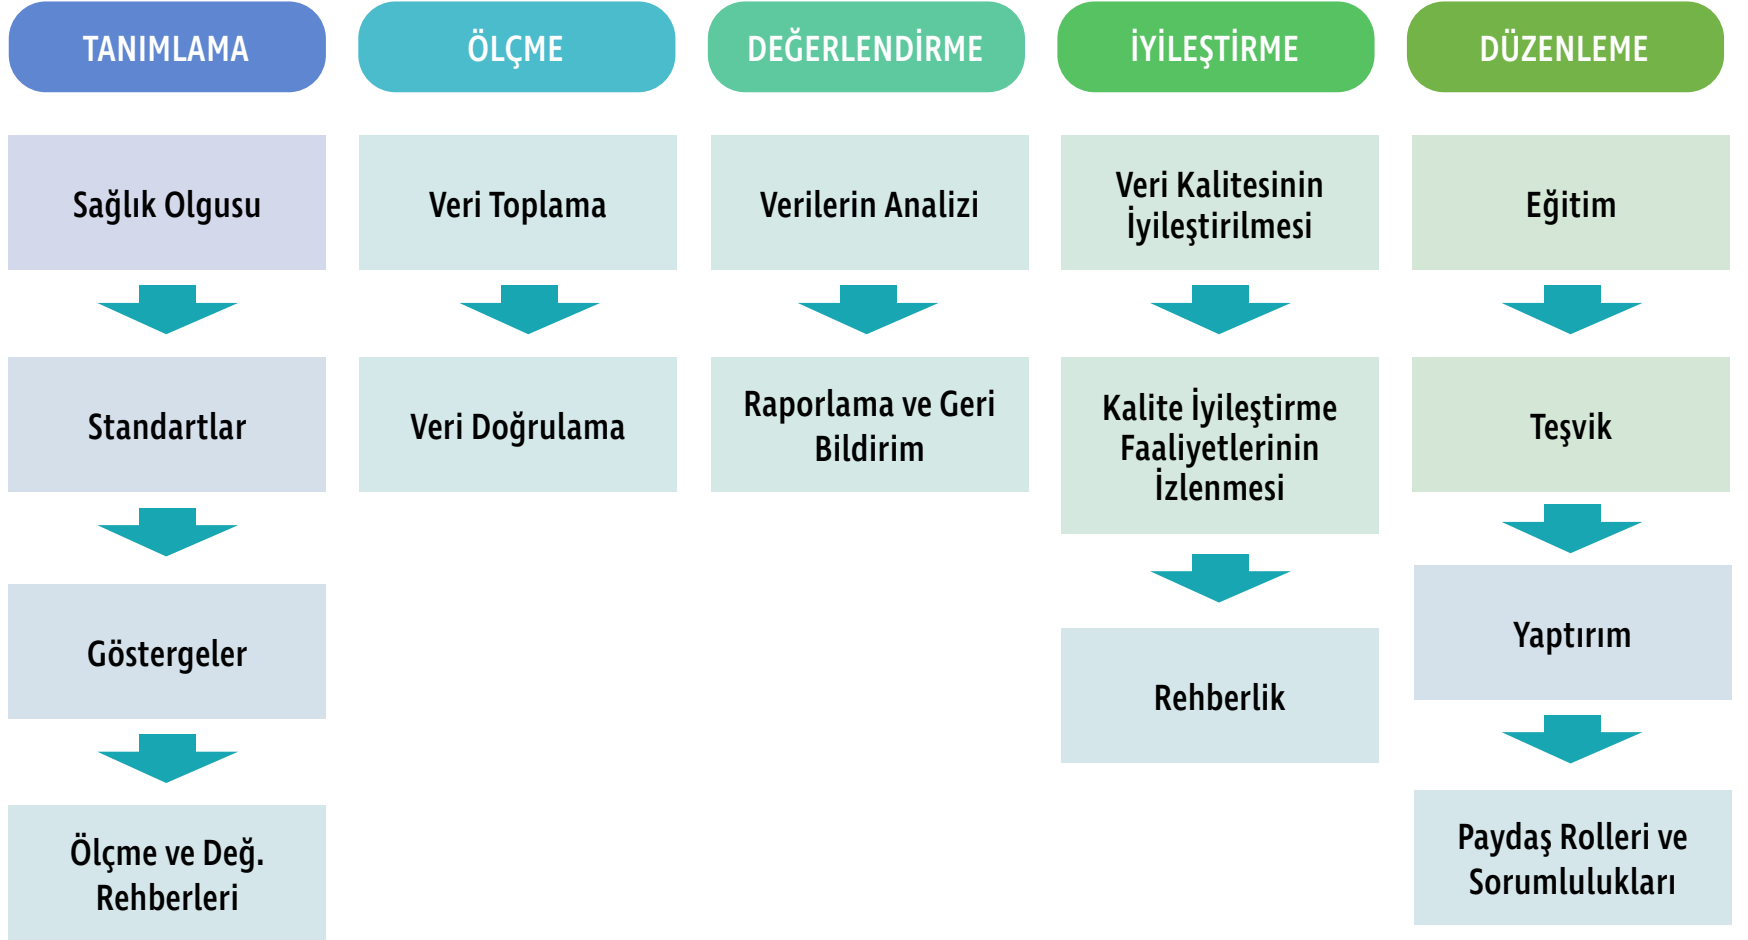 TANIMLAMA
Sağlık Olgusu
Standartlar
Göstergeler
Ölçme ve Değ.
Rehberleri
ÖLÇME
Veri Toplama
Veri Doğrulama
DEĞERLENDİRME
Verilerin Analizi
Raporlama ve Geri
Bildirim
İYİLEŞTİRME
Veri Kalitesinin
İyileştirilmesi
Kalite İyileştirme
Faaliyetlerinin
İzlenmesi
Rehberlik
DÜZENLEME
Eğitim
Teşvik
Yaptırım
Paydaş Rolleri ve
Sorumlulukları